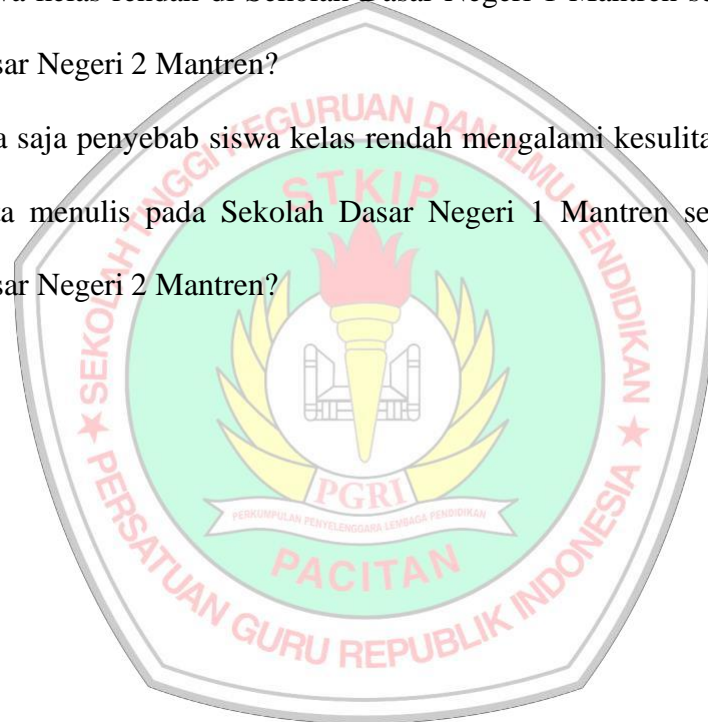 wa kelas rendah di Sekolah Dasar Negeri 1 Mantren se
sar Negeri 2 Mantren?
a saja penyebab siswa kelas rendah mengalami kesulita
ta menulis pada Sekolah Dasar Negeri 1 Mantren se
sar Negeri 2 Mantren?
SEKOLAH TINGGI KEGURUAN DAN ILMU PENDIDIKAN
STKIP
PGRI
PERKUMPULAN PENYELENGGARA LEMBAGA PENDIDIKAN
PACITAN
PERSATUAN GURU REPUBLIK INDONESIA